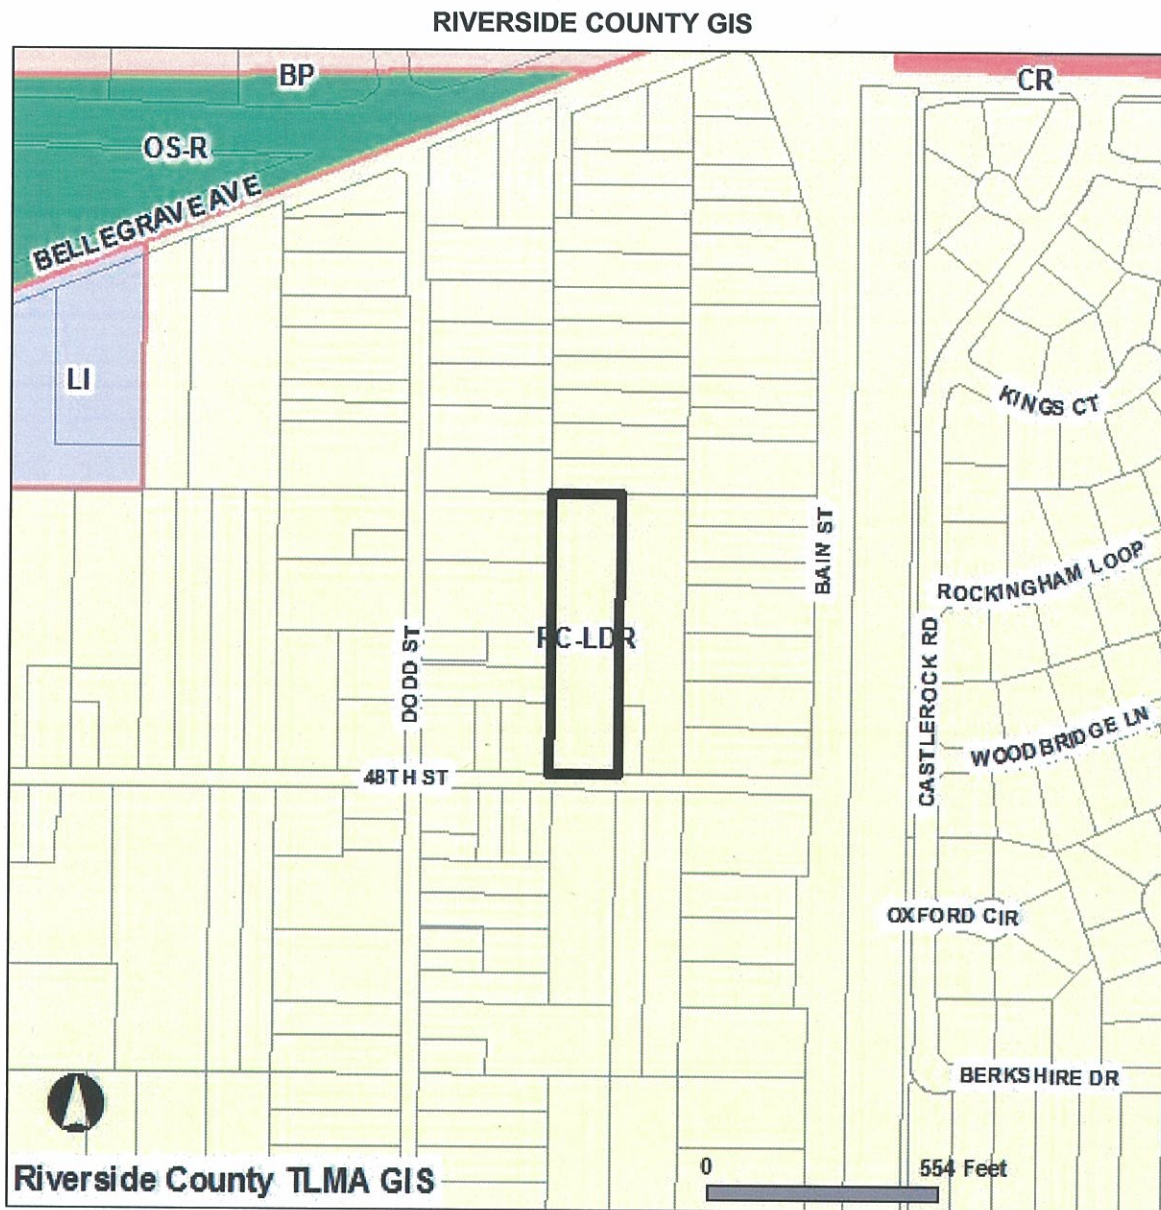 RIVERSIDE COUNTY GIS
BP
CR
OS-R
BELLEGRAVE AVE
LI
KINGS CT
BAIN ST
ROCKINGHAM LOOP
RC-LDR
DODD ST
CASTLEROCK RD
WOODBRIDGE LN
48TH ST
OXFORD CIR
BERKSHIRE DR
0 554 Feet
Riverside County TLMA GIS